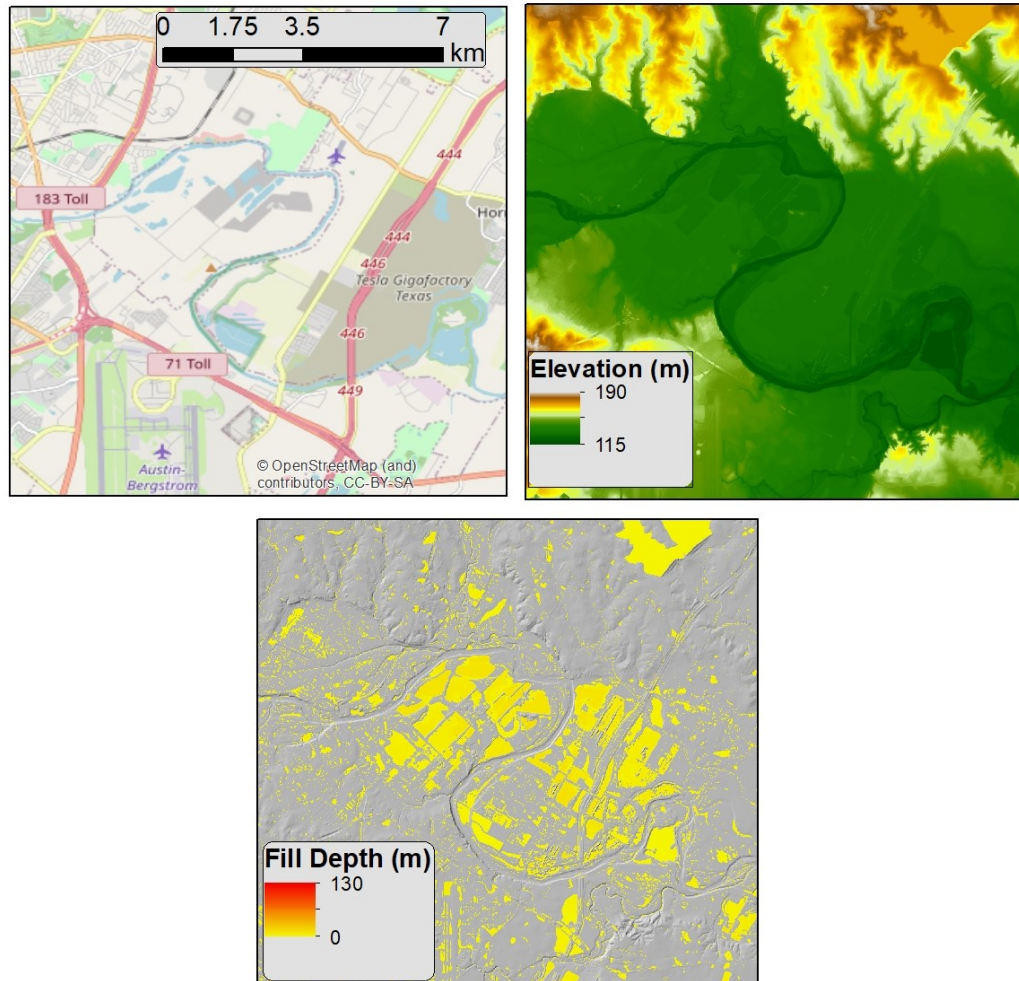 0 1.75 3.5 7
km
444
183 Toll
444
Horn
446
Tesla Gigafactory
Texas
446
71 Toll
449
Austin-
Bergstrom
© OpenStreetMap (and)
contributors, CC-BY-SA
Elevation (m)
190
115
Fill Depth (m)
130
0